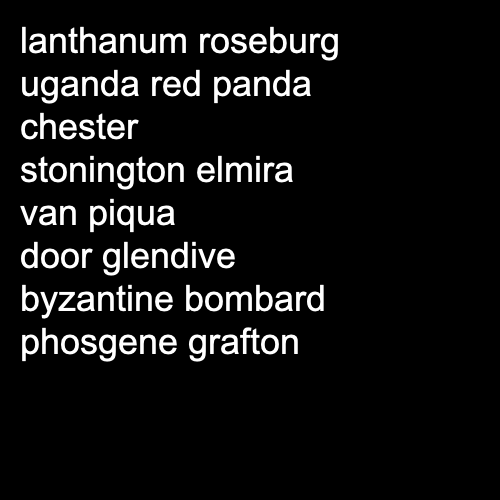 lanthanum roseburg
uganda red panda
chester
stonington elmira
van piqua
door glendive
byzantine bombard
phosgene grafton